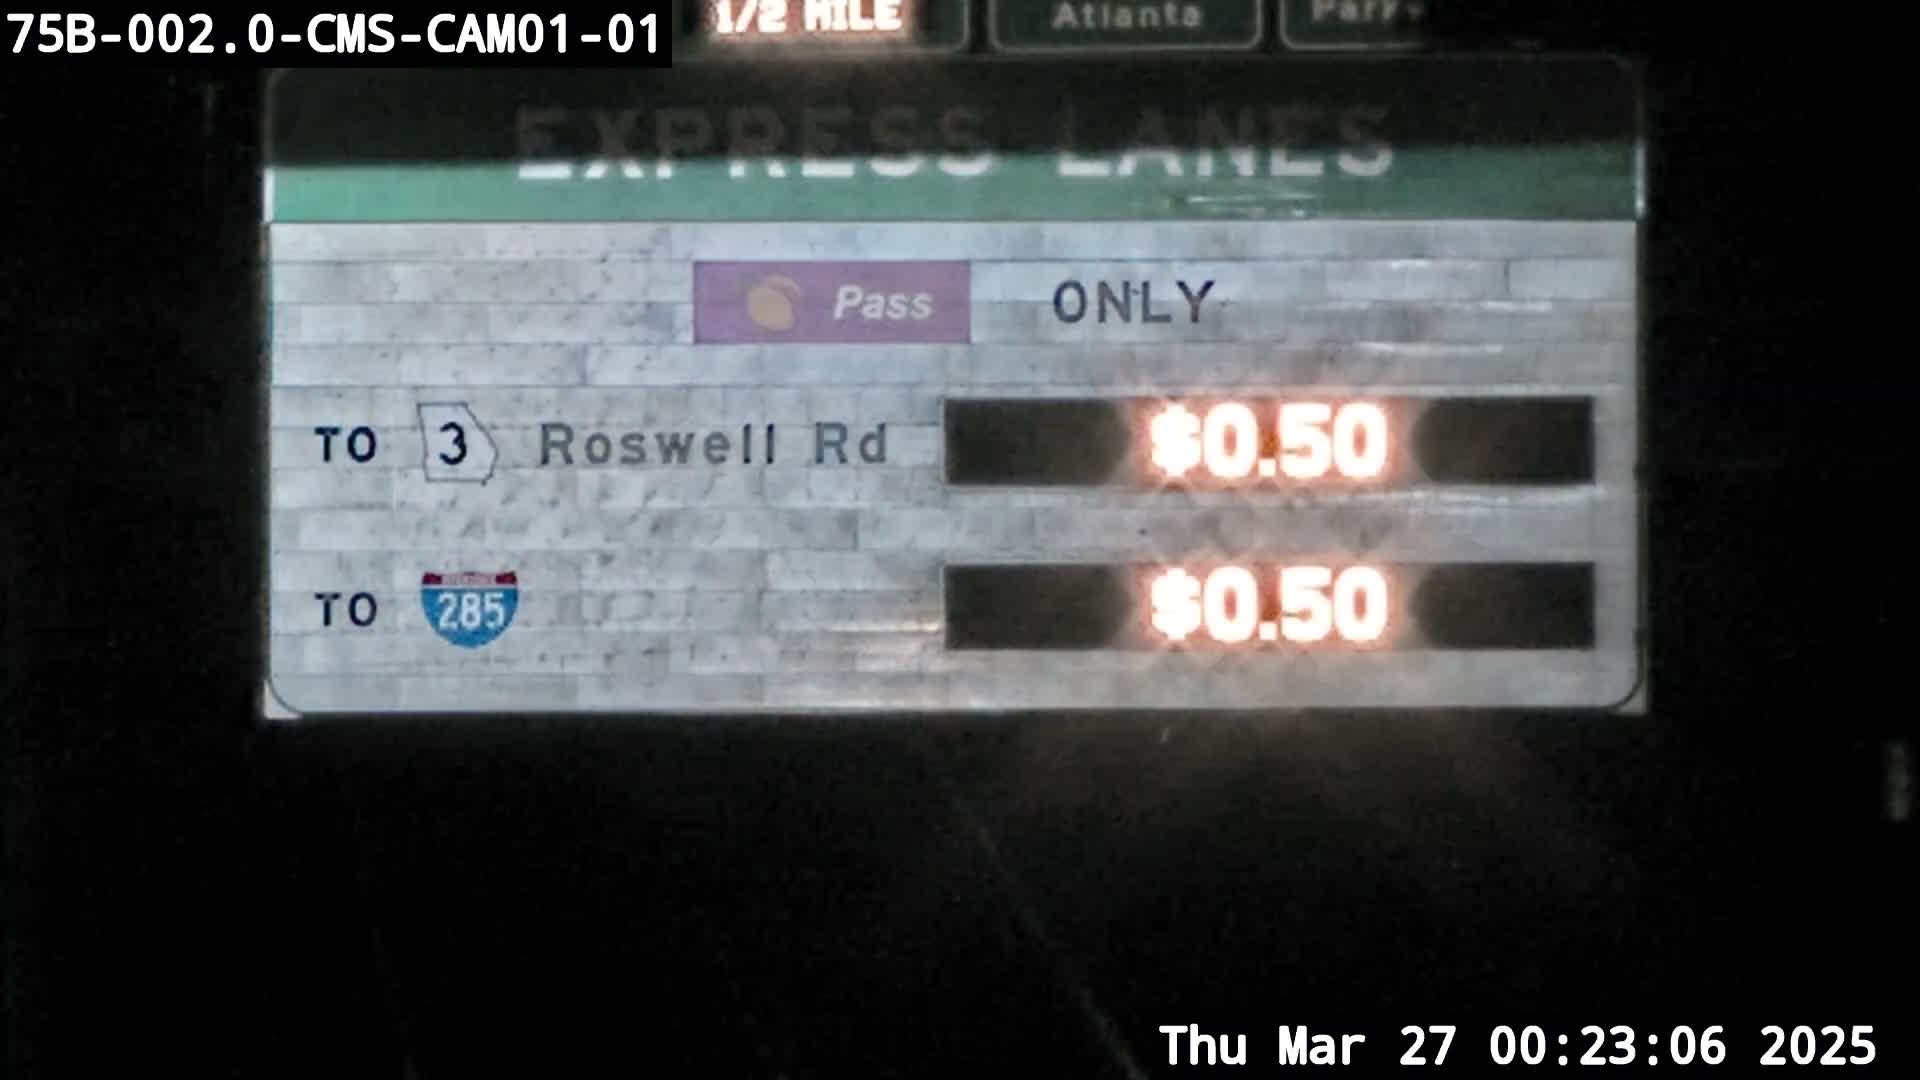 75B-002.0-CMS-CAM01-01
1/2 MILE
Atlanta
EXPRESS LANES
Pass ONLY
TO 3 Roswell Rd $0.50
TO 285 $0.50
Thu Mar 27 00:23:06 2025